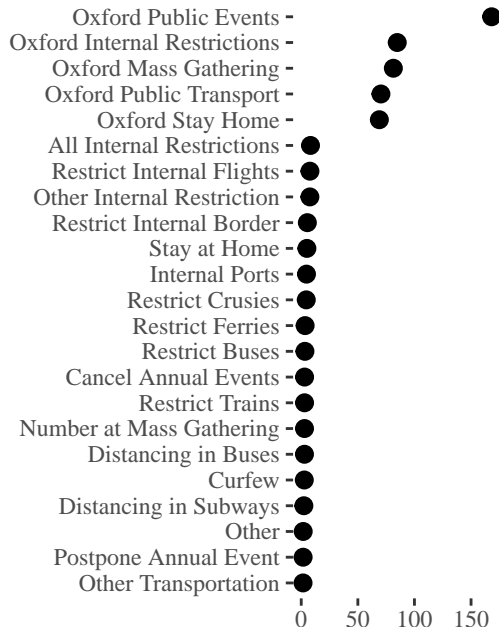 Oxford Public Events
Oxford Internal Restrictions
Oxford Mass Gathering
Oxford Public Transport
Oxford Stay Home
All Internal Restrictions
Restrict Internal Flights
Other Internal Restriction
Restrict Internal Border
Stay at Home
Internal Ports
Restrict Crusies
Restrict Ferries
Restrict Buses
Cancel Annual Events
Restrict Trains
Number at Mass Gathering
Distancing in Buses
Curfew
Distancing in Subways
Other
Postpone Annual Event
Other Transportation
0 50 100 150